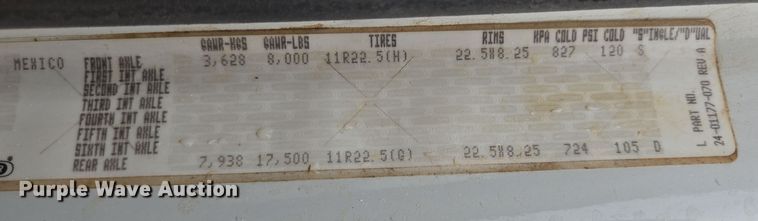 GAWR-KGS GAWR-LBS TIRES RIMS KPA COLD PSI COLD "S"INGLE/"D"UAL
MEXICO FRONT AXLE 3,628 8,000 11R22.5(H) 22.5X8.25 827 120 S
FIRST INT AXLE
SECOND INT AXLE
THIRD INT AXLE
FOURTH INT AXLE
FIFTH INT AXLE
SIXTH INT AXLE
REAR AXLE 7,938 17,500 11R22.5(G) 22.5X8.25 724 105 D
L PART NO.
24-01177-070 REV A
Purple Wave Auction